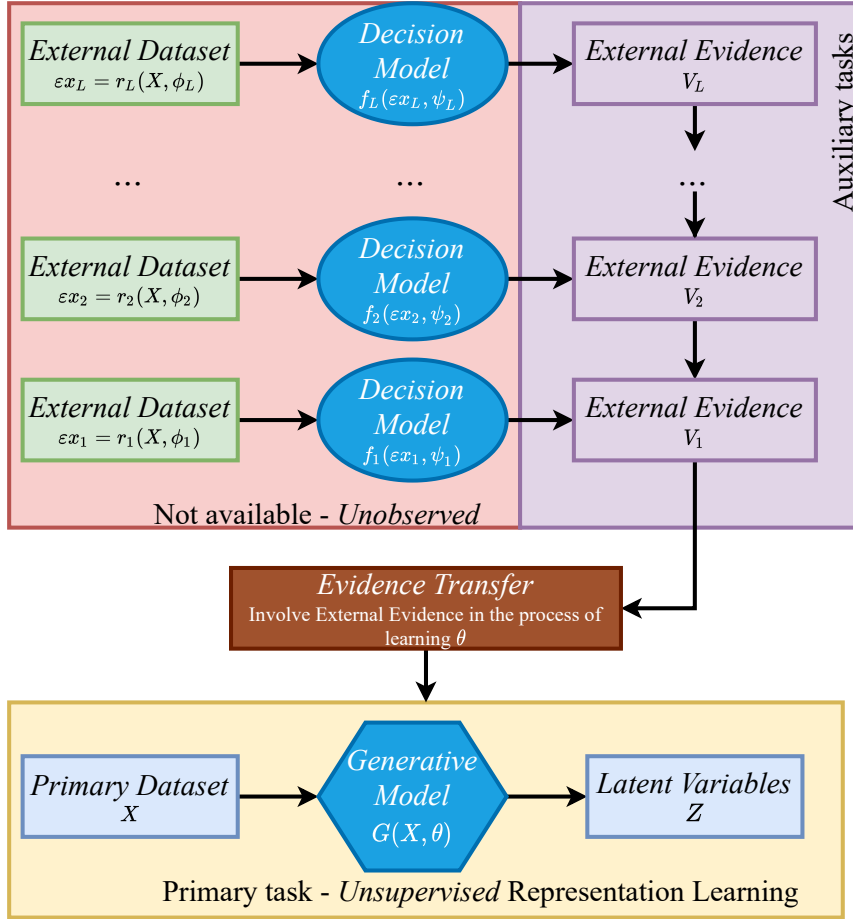 External Dataset
εx_L = r_L(X, ϕ_L)
Decision
Model
f_L(εx_L, ψ_L)
External Evidence
V_L
Auxiliary tasks
...
...
...
External Dataset
εx_2 = r_2(X, ϕ_2)
Decision
Model
f_2(εx_2, ψ_2)
External Evidence
V_2
External Dataset
εx_1 = r_1(X, ϕ_1)
Decision
Model
f_1(εx_1, ψ_1)
External Evidence
V_1
Not available - Unobserved
Evidence Transfer
Involve External Evidence in the process of
learning θ
Primary Dataset
X
Generative
Model
G(X, θ)
Latent Variables
Z
Primary task - Unsupervised Representation Learning